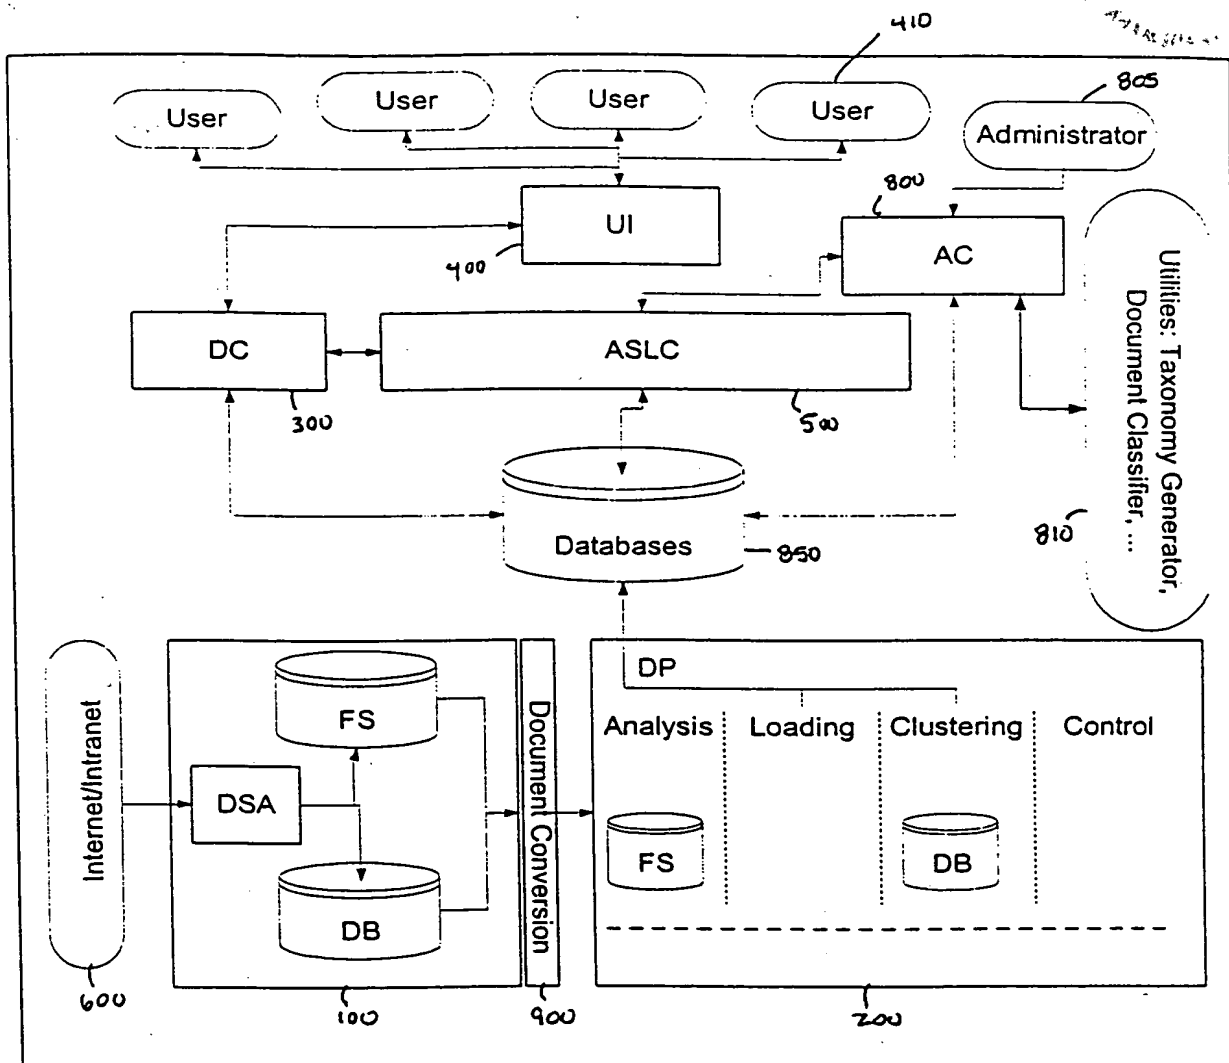 410
User
User
User
User
805
Administrator
800
UI
400
AC
DC
300
ASLC
500
Utilities: Taxonomy Generator,
Document Classifier, ...
810
Databases
850
Internet/Intranet
600
FS
DSA
DB
100
Document Conversion
900
DP
Analysis
Loading
Clustering
Control
FS
DB
200